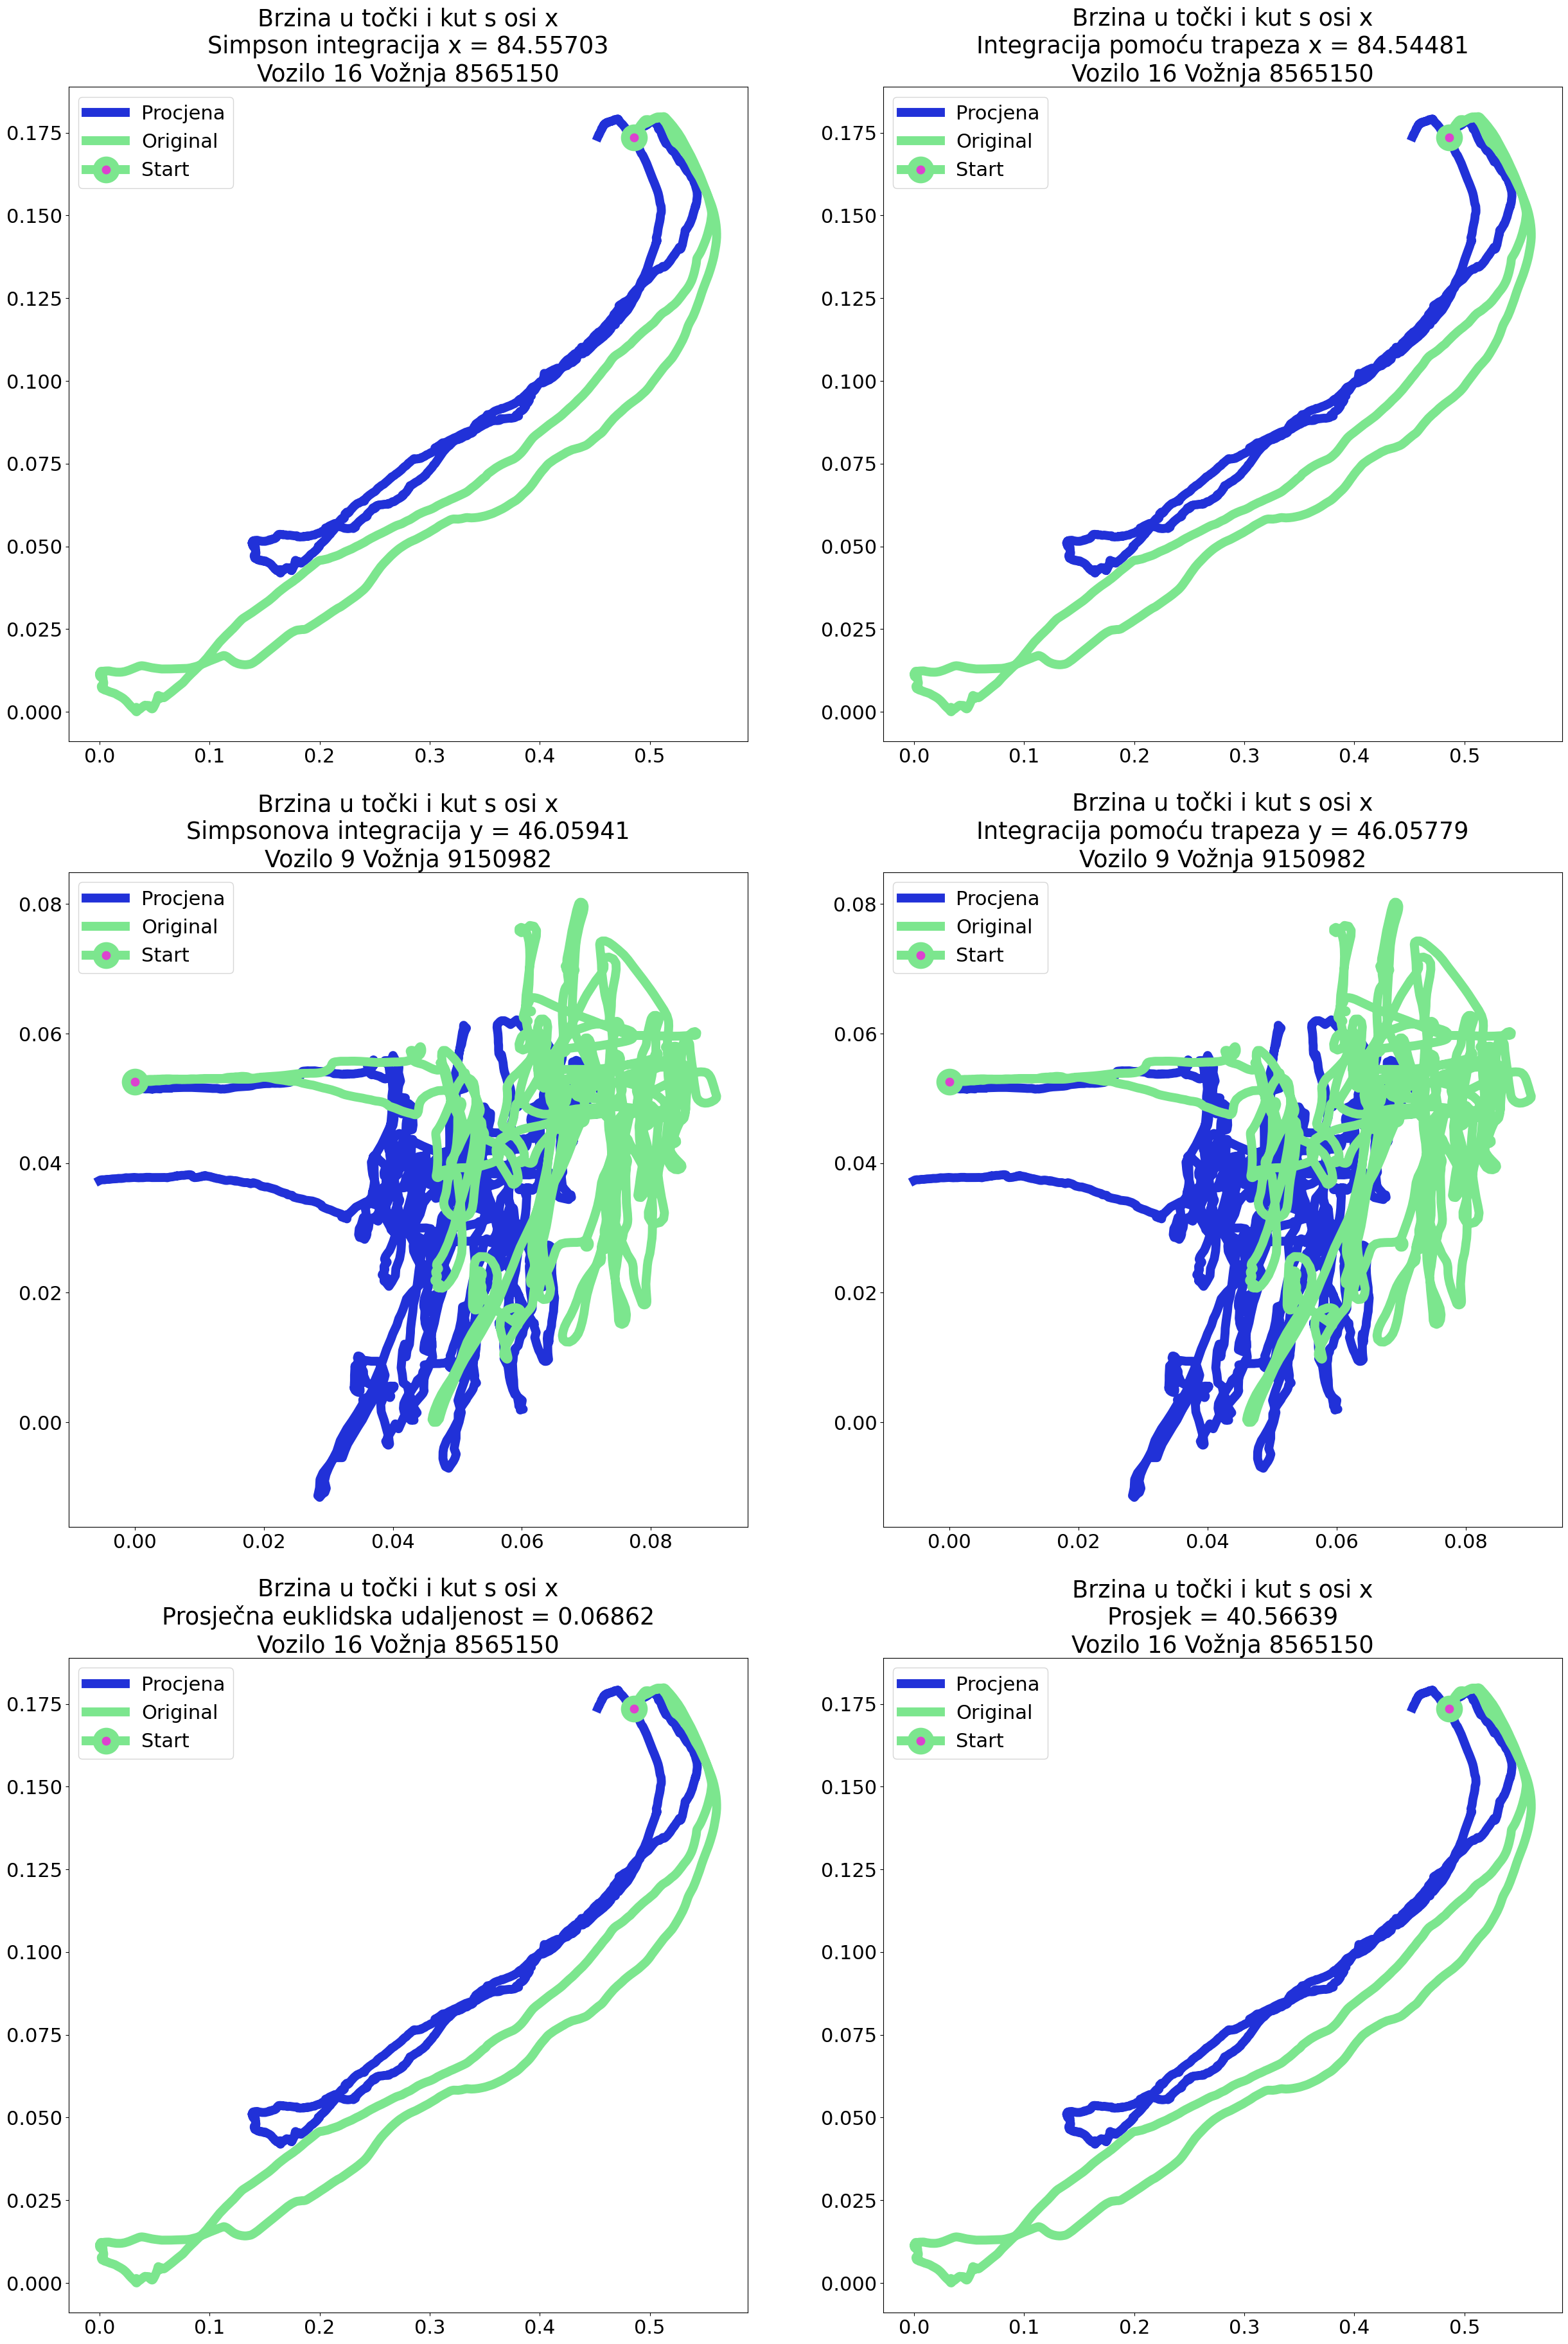 Brzina u točki i kut s osi x
Simpson integracija x = 84.55703
Vozilo 16 Vožnja 8565150
Procjena
Original
Start
0.175
0.150
0.125
0.100
0.075
0.050
0.025
0.000
0.0 0.1 0.2 0.3 0.4 0.5
Brzina u točki i kut s osi x
Integracija pomoću trapeza x = 84.54481
Vozilo 16 Vožnja 8565150
Procjena
Original
Start
0.175
0.150
0.125
0.100
0.075
0.050
0.025
0.000
0.0 0.1 0.2 0.3 0.4 0.5
Brzina u točki i kut s osi x
Simpsonova integracija y = 46.05941
Vozilo 9 Vožnja 9150982
Procjena
Original
Start
0.08
0.06
0.04
0.02
0.00
0.00 0.02 0.04 0.06 0.08
Brzina u točki i kut s osi x
Integracija pomoću trapeza y = 46.05779
Vozilo 9 Vožnja 9150982
Procjena
Original
Start
0.08
0.06
0.04
0.02
0.00
0.00 0.02 0.04 0.06 0.08
Brzina u točki i kut s osi x
Prosječna euklidska udaljenost = 0.06862
Vozilo 16 Vožnja 8565150
Procjena
Original
Start
0.175
0.150
0.125
0.100
0.075
0.050
0.025
0.000
0.0 0.1 0.2 0.3 0.4 0.5
Brzina u točki i kut s osi x
Prosjek = 40.56639
Vozilo 16 Vožnja 8565150
Procjena
Original
Start
0.175
0.150
0.125
0.100
0.075
0.050
0.025
0.000
0.0 0.1 0.2 0.3 0.4 0.5